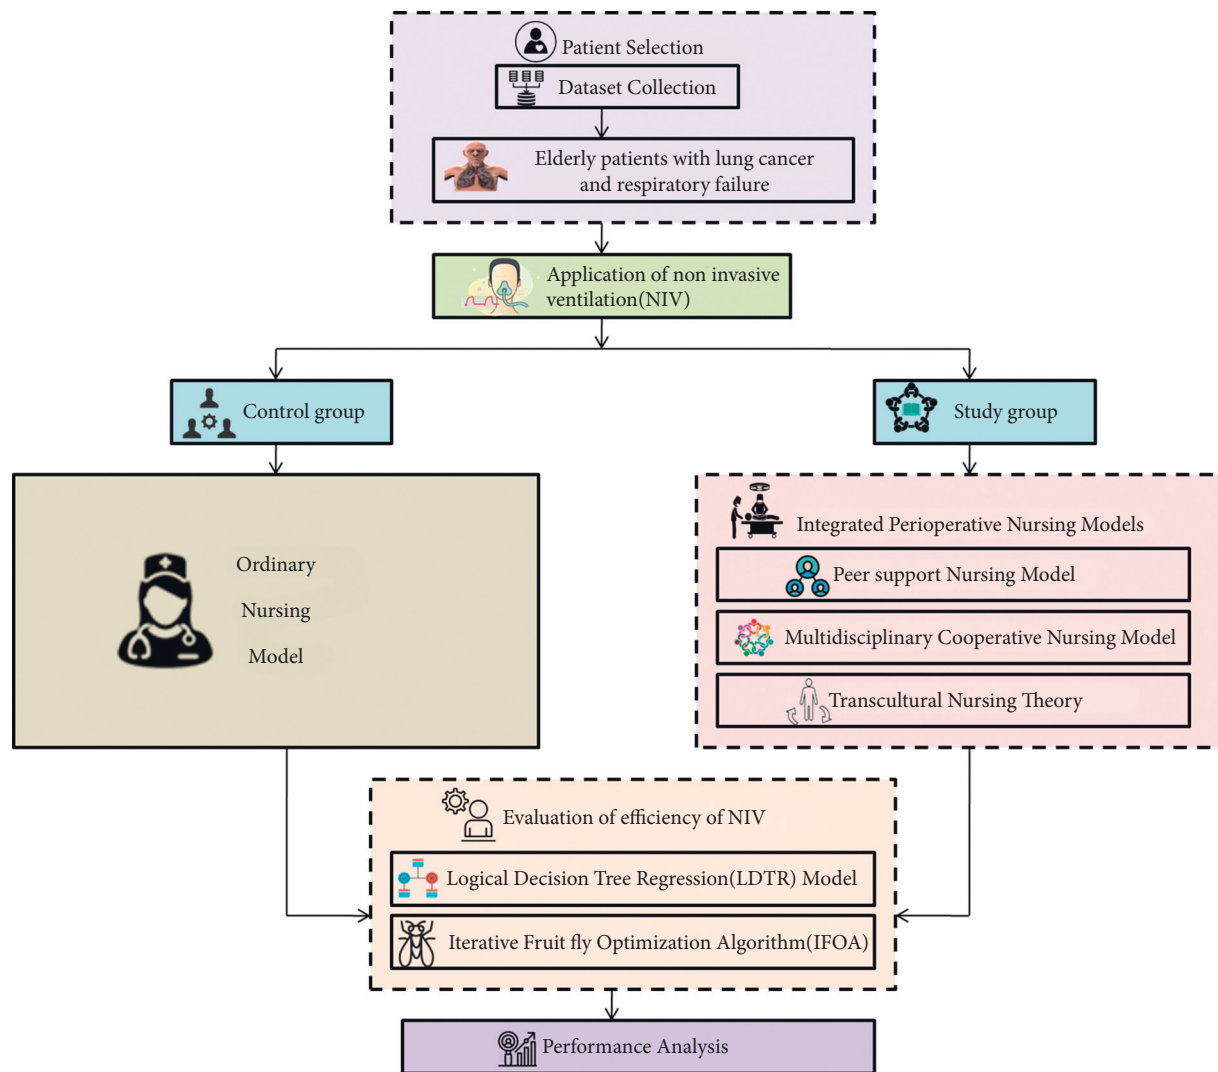 Patient Selection
Dataset Collection
Elderly patients with lung cancer
and respiratory failure
Application of non invasive
ventilation(NIV)
Control group
Study group
Ordinary
Nursing
Model
Integrated Perioperative Nursing Models
Peer support Nursing Model
Multidisciplinary Cooperative Nursing Model
Transcultural Nursing Theory
Evaluation of efficiency of NIV
Logical Decision Tree Regression(LDTR) Model
Iterative Fruit fly Optimization Algorithm(IFOA)
Performance Analysis